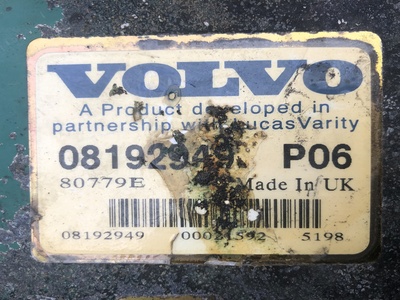 VOLVO
A Product developed in
partnership with LucasVarity
08192949 P06
80779E Made In UK
08192949 00021592 5198